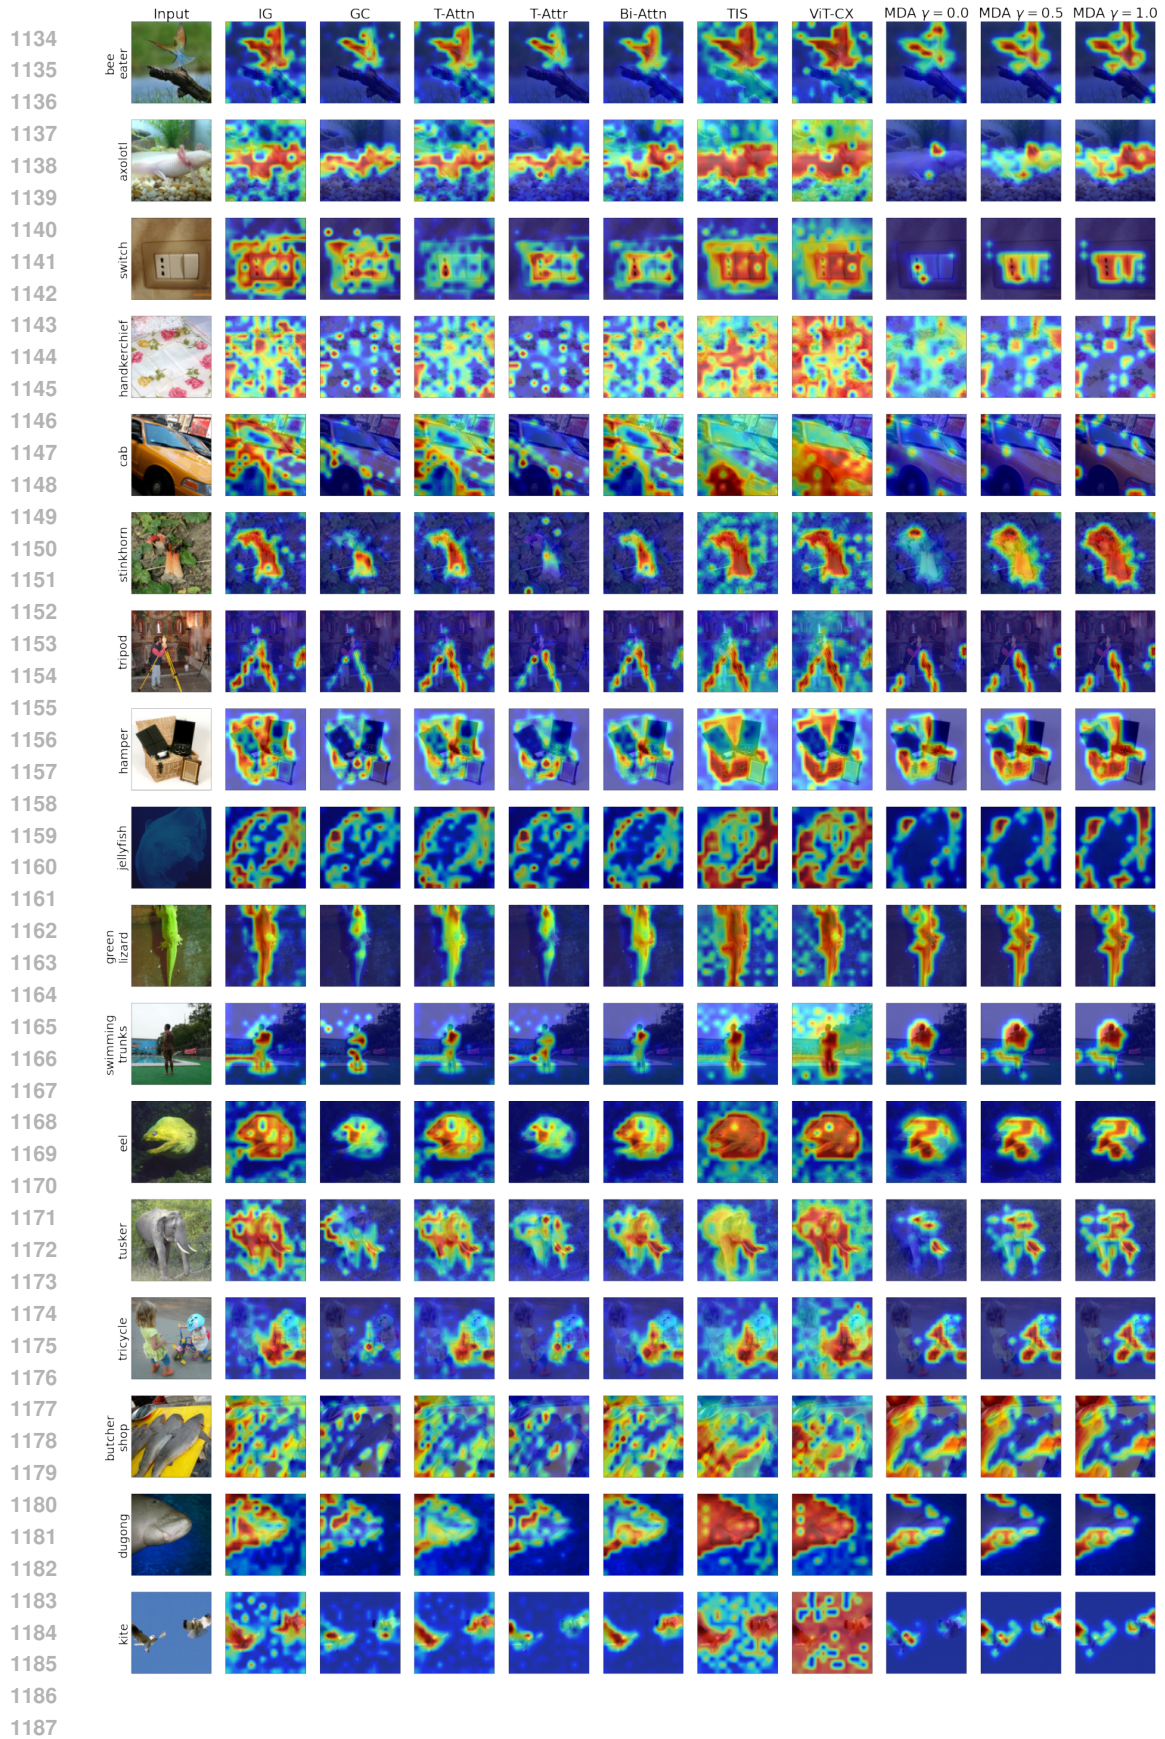 Input IG GC T-Attn T-Attr Bi-Attn TIS ViT-CX MDA γ = 0.0 MDA γ = 0.5 MDA γ = 1.0
1134
bee
eater
1135
1136
1137
axolotl
1138
1139
1140
switch
1141
1142
1143
handkerchief
1144
1145
1146
cab
1147
1148
1149
stinkhorn
1150
1151
1152
tripod
1153
1154
1155
hamper
1156
1157
1158
jellyfish
1159
1160
1161
green
lizard
1162
1163
1164
swimming
trunks
1165
1166
1167
eel
1168
1169
1170
tusker
1171
1172
1173
tricycle
1174
1175
1176
butcher
shop
1177
1178
1179
dugong
1180
1181
1182
kite
1183
1184
1185
1186
1187